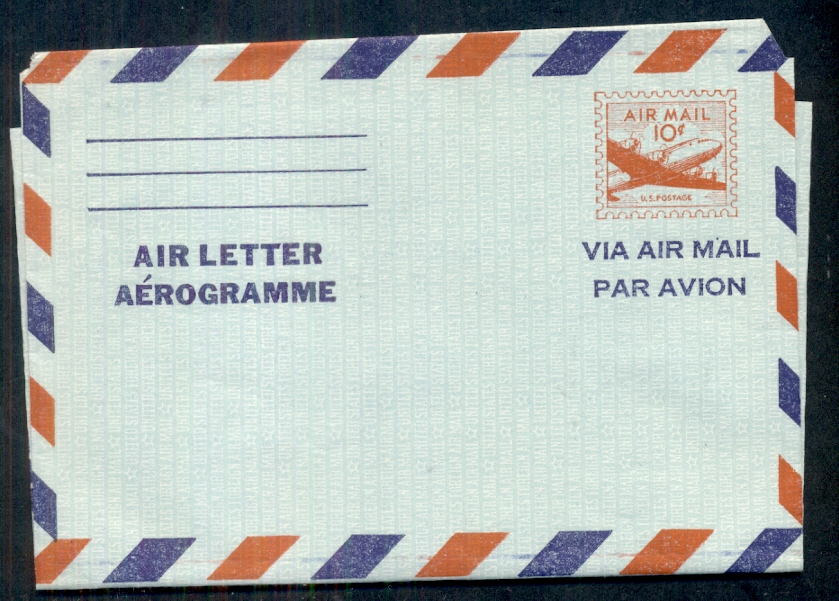 AIR MAIL
10¢
U.S. POSTAGE
AIR LETTER
AÉROGRAMME
VIA AIR MAIL
PAR AVION